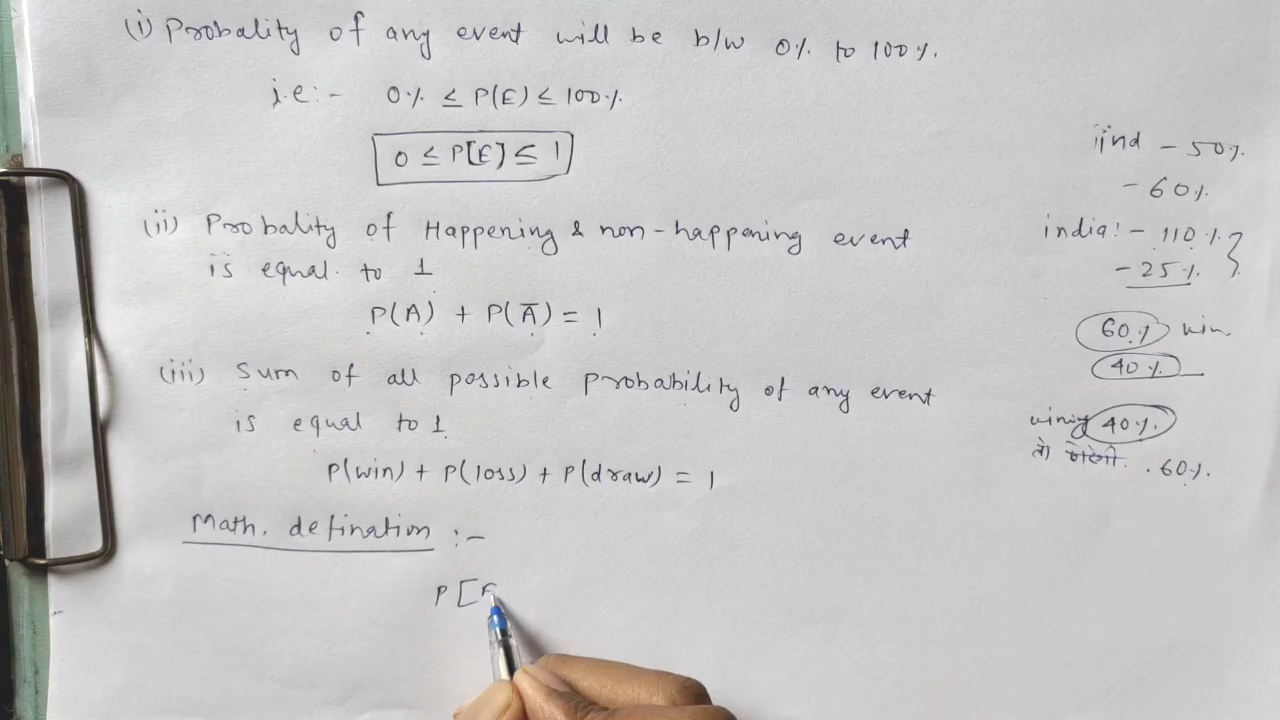 (i) Probality of any event will be b/w 0% to 100%.
i.e:- 0% ≤ P(E) ≤ 100%
0 ≤ P[E] ≤ 1
(ii) Probality of Happening & non-happening event
is equal to 1
P(A) + P(Ā) = 1
(iii) Sum of all possible probability of any event
is equal to 1
P(win) + P(loss) + P(draw) = 1
Math. defination :-
P[E
iind - 50%
- 60%
india! - 110%
- 25%
60% win
40%
wining 40%
तो 60%.